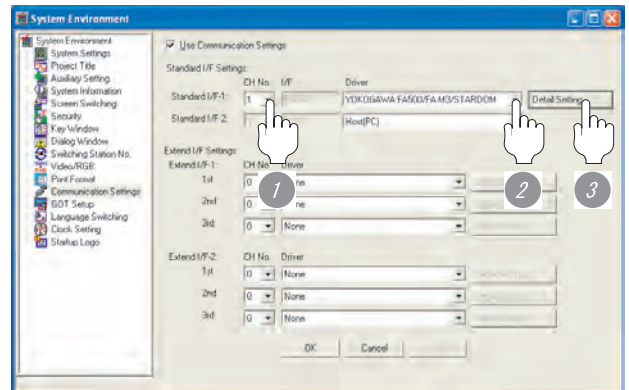 System Environment
System Environment
System Settings
Project Title
Auxiliary Setting
System Information
Screen Switching
Security
Key Window
Dialog Window
Switching Station No.
Video/RGB
Print Format
Communication Settings
GOT Setup
Language Switching
Clock Setting
Startup Logo
Use Communication Settings
Standard I/F Settings:
CH No. I/F Driver
Standard I/F-1: 1 YOKOGAWA FA500/FA-M3/STARDOM Detail Setting
Standard I/F-2: Host(PC)
Extend I/F Settings:
Extend I/F-1: CH No. Driver
1st 0
2nd 0
3rd 0 None
Extend I/F-2: CH No. Driver
1st 0 None
2nd 0 None
3rd 0 None
OK Cancel
1 2 3